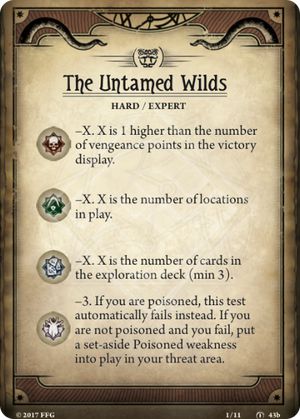 The Untamed Wilds
HARD / EXPERT
–X. X is 1 higher than the number
of vengeance points in the victory
display.
–X. X is the number of locations
in play.
–X. X is the number of cards in
the exploration deck (min 3).
–3. If you are poisoned, this test
automatically fails instead. If you
are not poisoned and you fail, put
a set-aside Poisoned weakness
into play in your threat area.
© 2017 FFG
1/11
43b